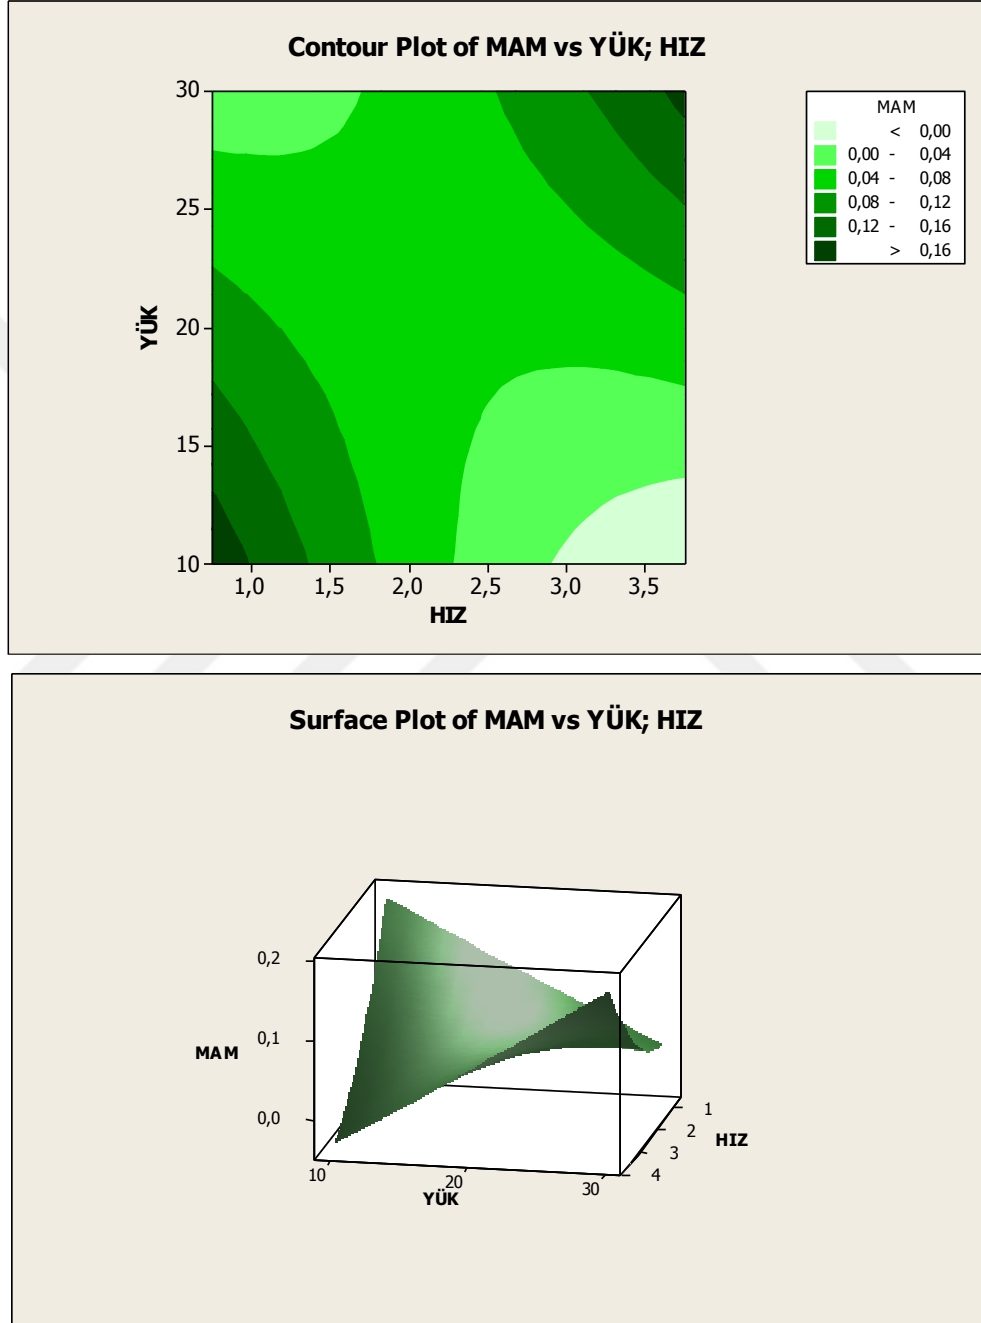 Contour Plot of MAM vs YÜK; HIZ
30
25
20
15
10
YÜK
1,0 1,5 2,0 2,5 3,0 3,5
HIZ
MAM
< 0,00
0,00 - 0,04
0,04 - 0,08
0,08 - 0,12
0,12 - 0,16
> 0,16
Surface Plot of MAM vs YÜK; HIZ
0,2
0,1
0,0
MAM
10 20 30
YÜK
1
2
3
4
HIZ